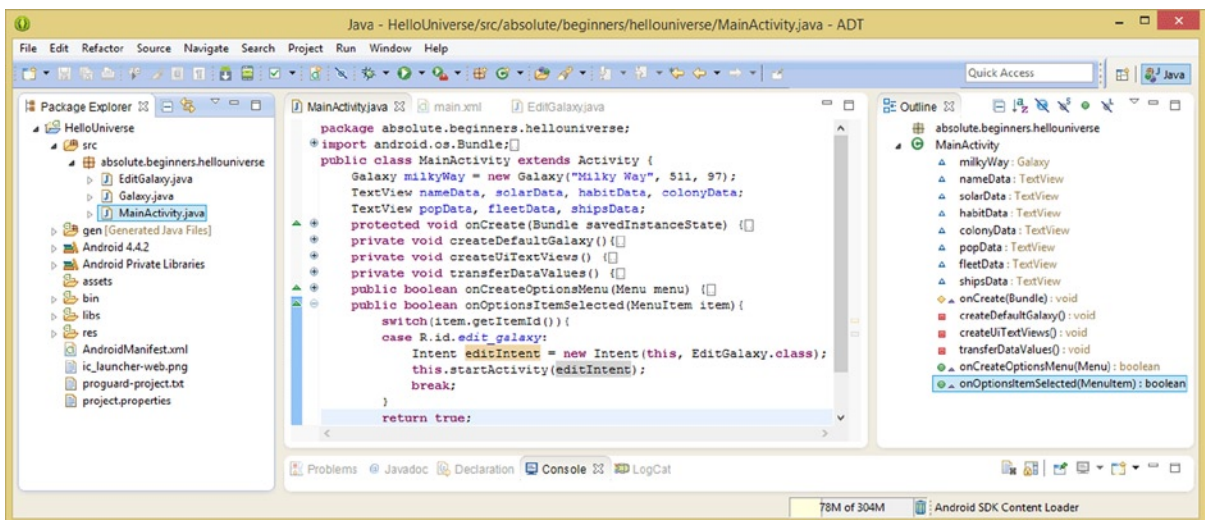 Java - HelloUniverse/src/absolute/beginners/hellouniverse/MainActivity.java - ADT
File Edit Refactor Source Navigate Search Project Run Window Help
Quick Access
Java
Package Explorer
HelloUniverse
src
absolute.beginners.hellouniverse
EditGalaxy.java
Galaxy.java
MainActivity.java
gen [Generated Java Files]
Android 4.4.2
Android Private Libraries
assets
bin
libs
res
AndroidManifest.xml
ic_launcher-web.png
proguard-project.txt
project.properties
MainActivity.java main.xml EditGalaxy.java
package absolute.beginners.hellouniverse;
import android.os.Bundle;
public class MainActivity extends Activity {
Galaxy milkyWay = new Galaxy("Milky Way", 511, 97);
TextView nameData, solarData, habitData, colonyData;
TextView popData, fleetData, shipsData;
protected void onCreate(Bundle savedInstanceState) {
private void createDefaultGalaxy(){
private void createUiTextViews() {
private void transferDataValues() {
public boolean onCreateOptionsMenu(Menu menu) {
public boolean onOptionsItemSelected(MenuItem item){
switch(item.getItemId()){
case R.id.edit_galaxy:
Intent editIntent = new Intent(this, EditGalaxy.class);
this.startActivity(editIntent);
break;
}
return true;
Outline
absolute.beginners.hellouniverse
MainActivity
milkyWay : Galaxy
nameData : TextView
solarData : TextView
habitData : TextView
colonyData : TextView
popData : TextView
fleetData : TextView
shipsData : TextView
onCreate(Bundle) : void
createDefaultGalaxy() : void
createUiTextViews() : void
transferDataValues() : void
onCreateOptionsMenu(Menu) : boolean
onOptionsItemSelected(MenuItem) : boolean
Problems @ Javadoc Declaration Console LogCat
78M of 304M
Android SDK Content Loader